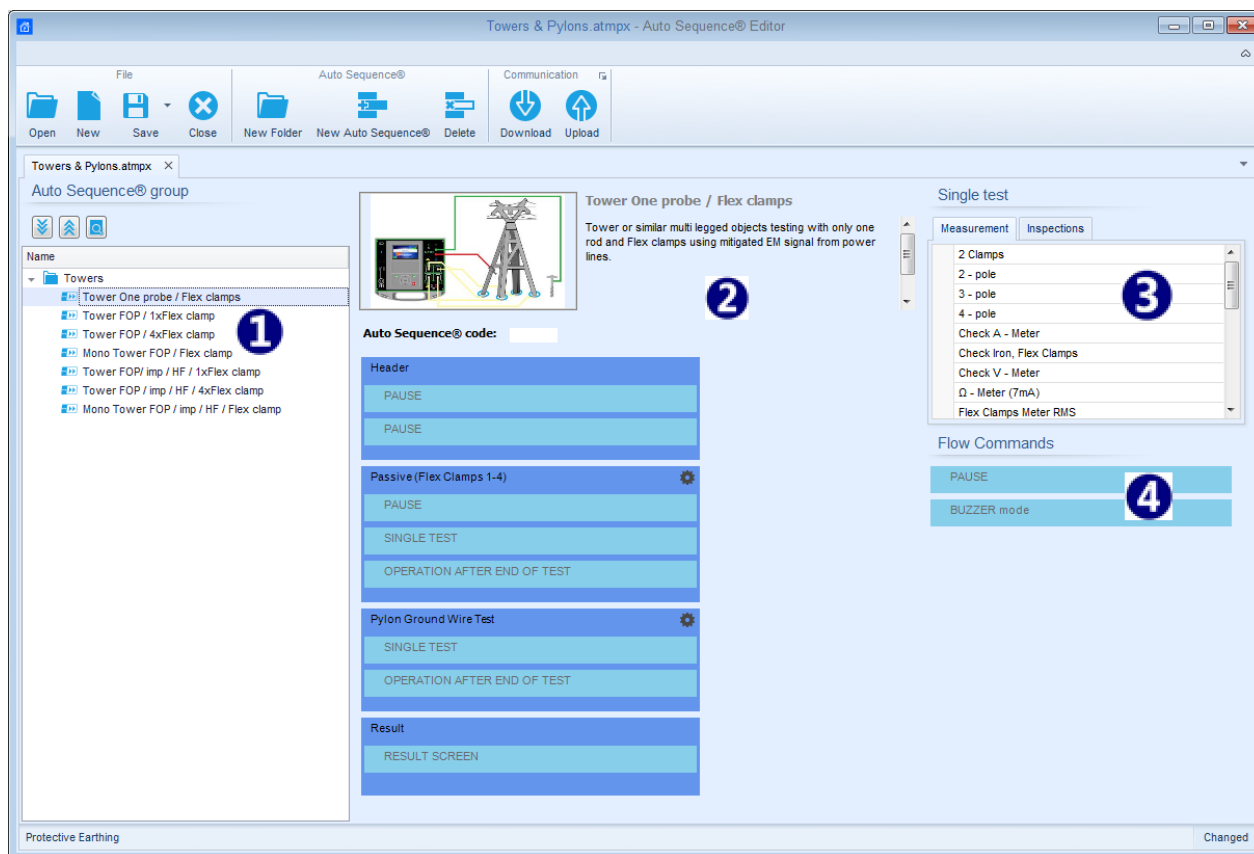 Towers & Pylons.atmpx - Auto Sequence® Editor
File
Auto Sequence®
Communication
Open
New
Save
Close
New Folder
New Auto Sequence®
Delete
Download
Upload
Towers & Pylons.atmpx
Auto Sequence® group
Name
Towers
Tower One probe / Flex clamps
Tower FOP / 1xFlex clamp
Tower FOP / 4xFlex clamp
Mono Tower FOP / Flex clamp
Tower FOP/ imp / HF / 1xFlex clamp
Tower FOP / imp / HF / 4xFlex clamp
Mono Tower FOP / imp / HF / Flex clamp
1
Tower One probe / Flex clamps
Tower or similar multi legged objects testing with only one
rod and Flex clamps using mitigated EM signal from power
lines.
2
Auto Sequence® code:
Header
PAUSE
PAUSE
Passive (Flex Clamps 1-4)
PAUSE
SINGLE TEST
OPERATION AFTER END OF TEST
Pylon Ground Wire Test
SINGLE TEST
OPERATION AFTER END OF TEST
Result
RESULT SCREEN
Single test
Measurement
Inspections
2 Clamps
2 - pole
3 - pole
4 - pole
Check A - Meter
Check Iron, Flex Clamps
Check V - Meter
Ω - Meter (7mA)
Flex Clamps Meter RMS
3
Flow Commands
PAUSE
BUZZER mode
4
Protective Earthing
Changed